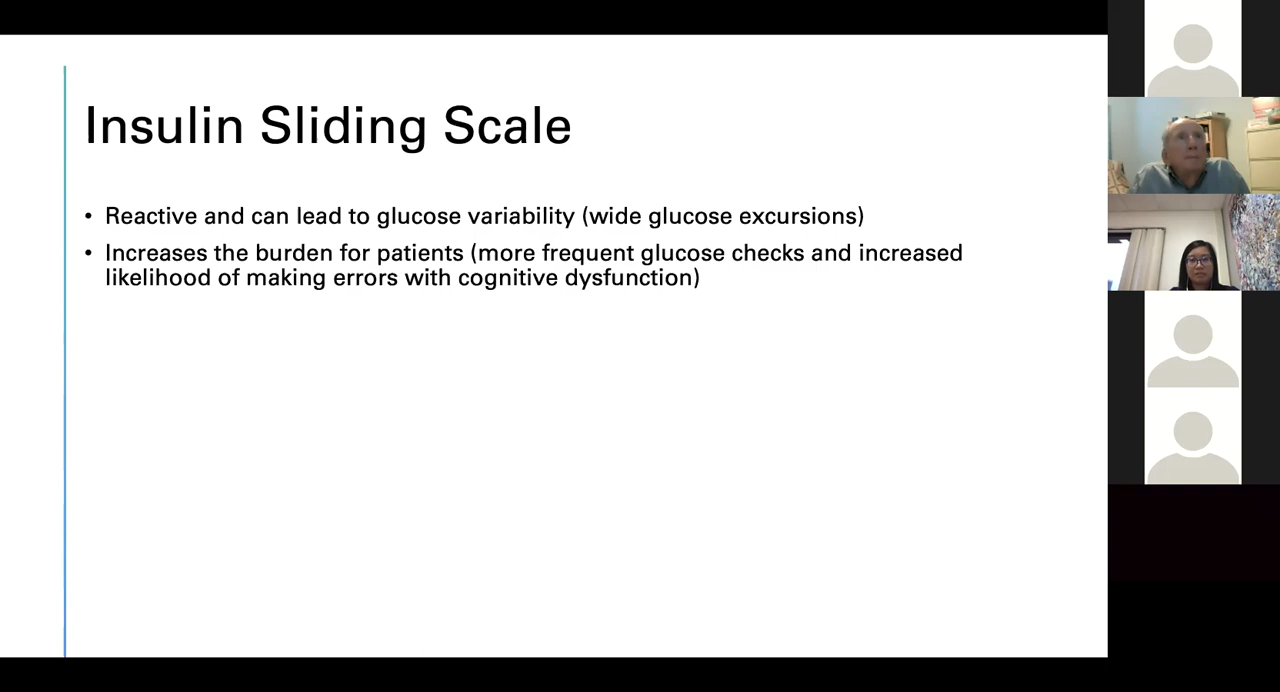 Insulin Sliding Scale
• Reactive and can lead to glucose variability (wide glucose excursions)
• Increases the burden for patients (more frequent glucose checks and increased
likelihood of making errors with cognitive dysfunction)